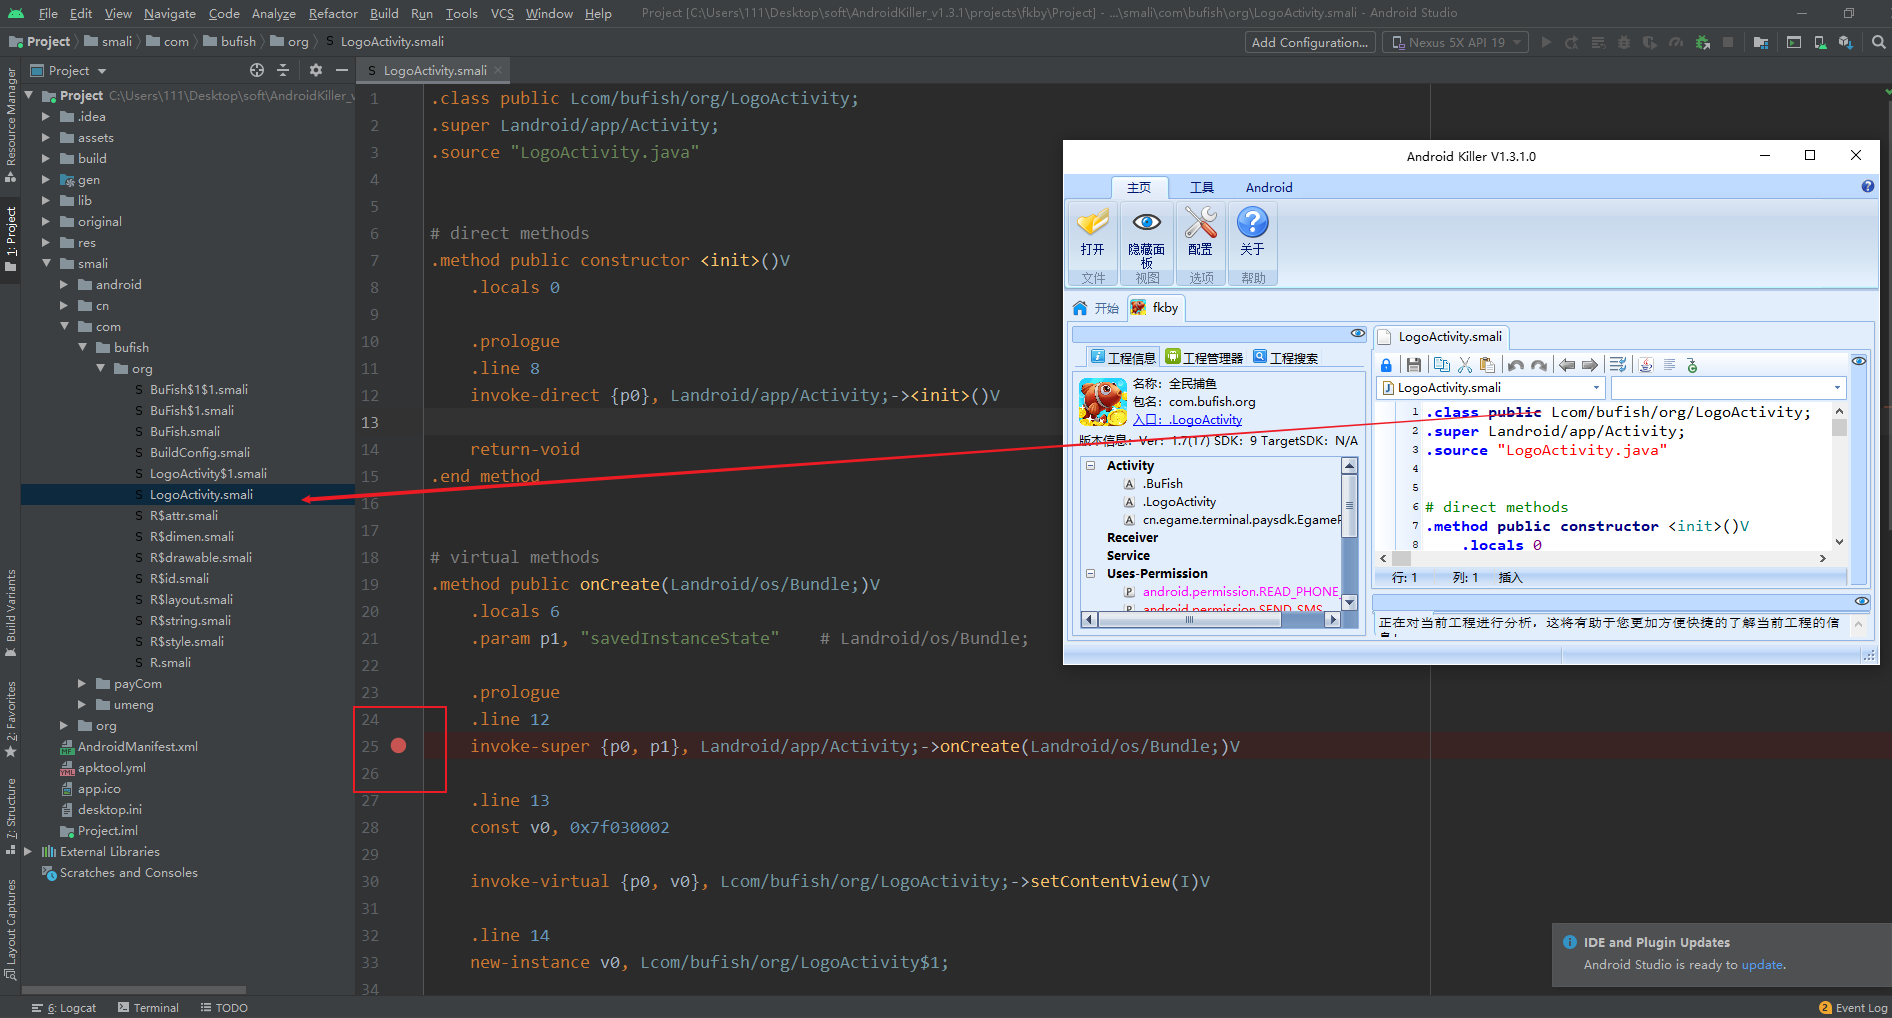 File Edit View Navigate Code Analyze Refactor Build Run Tools VCS Window Help Project [C:\Users\111\Desktop\soft\AndroidKiller_v1.3.1\projects\fkby\Project] - ...\smali\com\bufish\org\LogoActivity.smali - Android Studio
Project smali com bufish org S LogoActivity.smali Add Configuration... Nexus 5X API 19
Project
S LogoActivity.smali
Resource Manager
1: Project
Build Variants
2: Favorites
7: Structure
Layout Captures
Project C:\Users\111\Desktop\soft\AndroidKiller_v
.idea
assets
build
gen
lib
original
res
smali
android
cn
com
bufish
org
S BuFish$1$1.smali
S BuFish$1.smali
S BuFish.smali
S BuildConfig.smali
S LogoActivity$1.smali
S LogoActivity.smali
S R$attr.smali
S R$dimen.smali
S R$drawable.smali
S R$id.smali
S R$layout.smali
S R$string.smali
S R$style.smali
S R.smali
payCom
umeng
org
MF AndroidManifest.xml
YML apktool.yml
app.ico
desktop.ini
Project.iml
External Libraries
Scratches and Consoles
1 .class public Lcom/bufish/org/LogoActivity;
2 .super Landroid/app/Activity;
3 .source "LogoActivity.java"
4
5
6 # direct methods
7 .method public constructor <init>()V
8 .locals 0
9
10 .prologue
11 .line 8
12 invoke-direct {p0}, Landroid/app/Activity;-><init>()V
13
14 return-void
15 .end method
16
17
18 # virtual methods
19 .method public onCreate(Landroid/os/Bundle;)V
20 .locals 6
21 .param p1, "savedInstanceState" # Landroid/os/Bundle;
22
23 .prologue
24 .line 12
25 invoke-super {p0, p1}, Landroid/app/Activity;->onCreate(Landroid/os/Bundle;)V
26
27 .line 13
28 const v0, 0x7f030002
29
30 invoke-virtual {p0, v0}, Lcom/bufish/org/LogoActivity;->setContentView(I)V
31
32 .line 14
33 new-instance v0, Lcom/bufish/org/LogoActivity$1;
34
Android Killer V1.3.1.0
主页 工具 Android
打开 隐藏面板 配置 关于
文件 视图 选项 帮助
开始 fkby
工程信息 工程管理器 工程搜索
名称: 全民捕鱼
包名: com.bufish.org
入口: .LogoActivity
版本信息: Ver: 1.7(17) SDK: 9 TargetSDK: N/A
Activity
A .BuFish
A .LogoActivity
A cn.egame.terminal.paysdk.EgameP
Receiver
Service
Uses-Permission
P android.permission.READ_PHONE_
P android.permission.SEND_SMS
LogoActivity.smali
LogoActivity.smali
1 .class public Lcom/bufish/org/LogoActivity;
2 .super Landroid/app/Activity;
3 .source "LogoActivity.java"
4
5
6 # direct methods
7 .method public constructor <init>()V
8 .locals 0
行: 1 列: 1 插入
正在对当前工程进行分析，这将有助于您更加方便快捷的了解当前工程的信
息!
IDE and Plugin Updates
Android Studio is ready to update.
6: Logcat Terminal TODO 2 Event Log